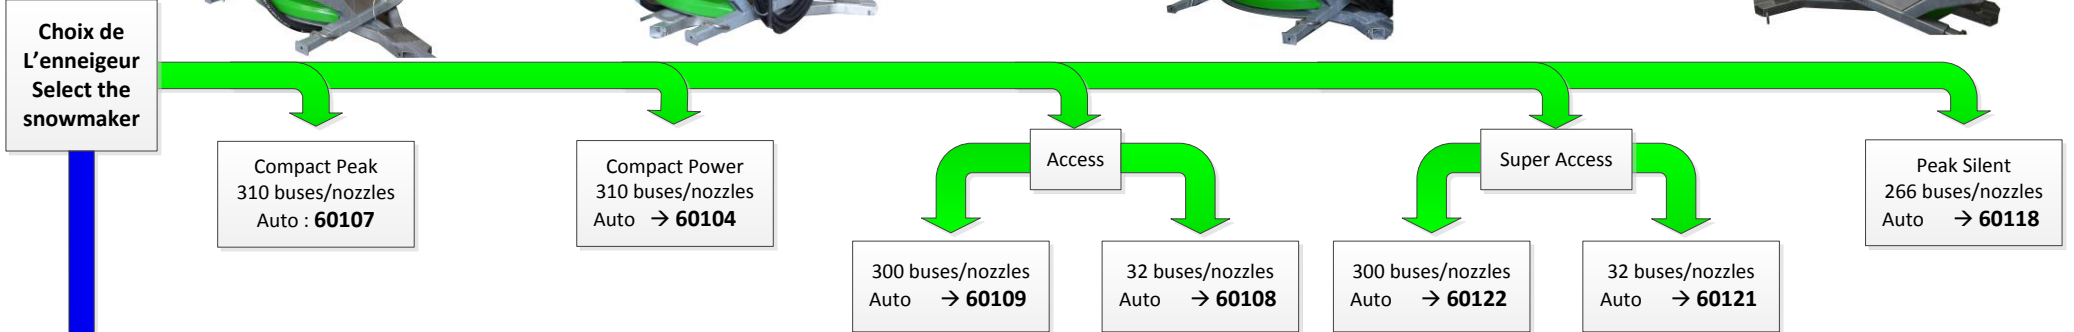 Choix de
L’enneigeur
Select the
snowmaker
Compact Peak
310 buses/nozzles
Auto : 60107
Compact Power
310 buses/nozzles
Auto → 60104
Access
300 buses/nozzles
Auto → 60109
32 buses/nozzles
Auto → 60108
Super Access
300 buses/nozzles
Auto → 60122
32 buses/nozzles
Auto → 60121
Peak Silent
266 buses/nozzles
Auto → 60118